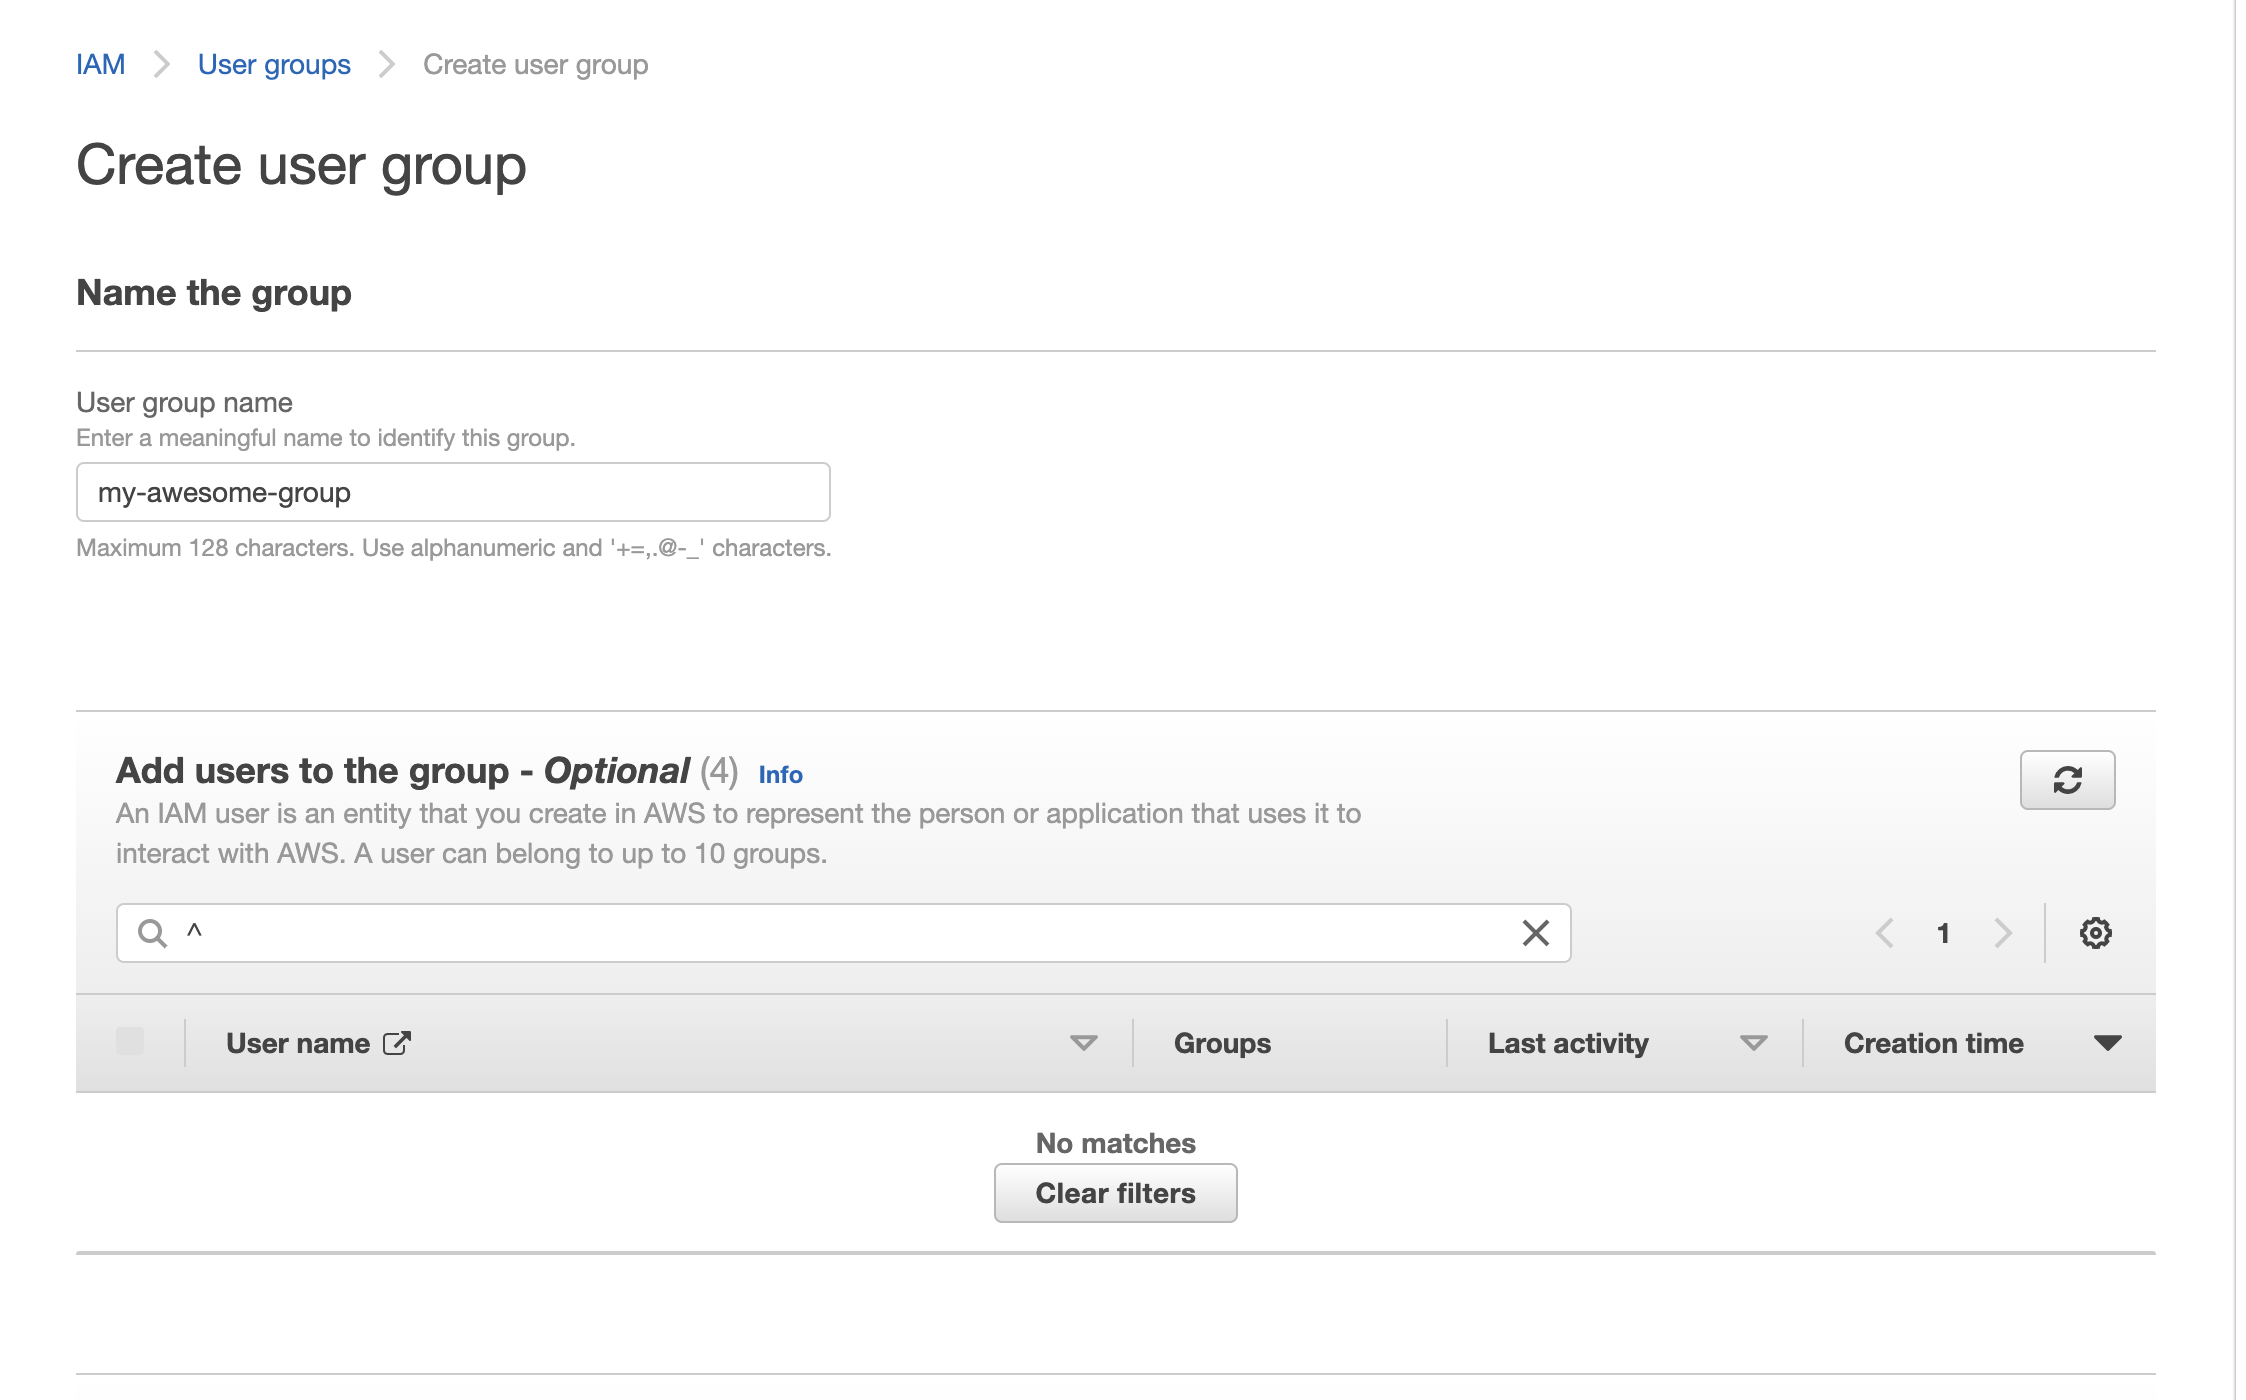 IAM > User groups > Create user group
Create user group
Name the group
User group name
Enter a meaningful name to identify this group.
my-awesome-group
Maximum 128 characters. Use alphanumeric and '+=,.@-_' characters.
Add users to the group - Optional (4) Info
An IAM user is an entity that you create in AWS to represent the person or application that uses it to
interact with AWS. A user can belong to up to 10 groups.
^
1
User name Groups Last activity Creation time
No matches
Clear filters